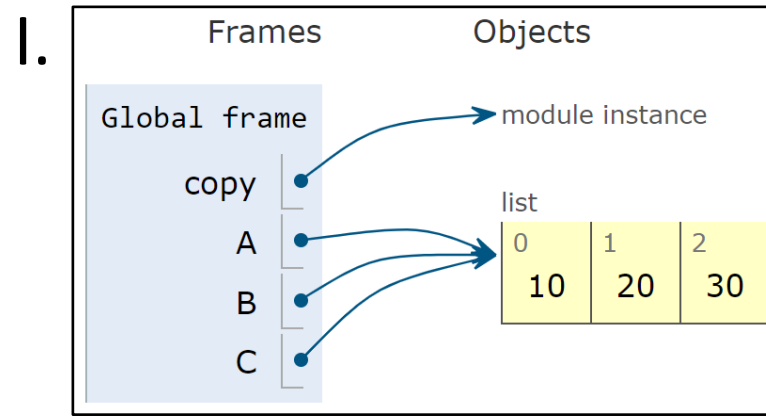 I.
Frames Objects
Global frame
module instance
copy
list
A
0 1 2
10 20 30
B
C